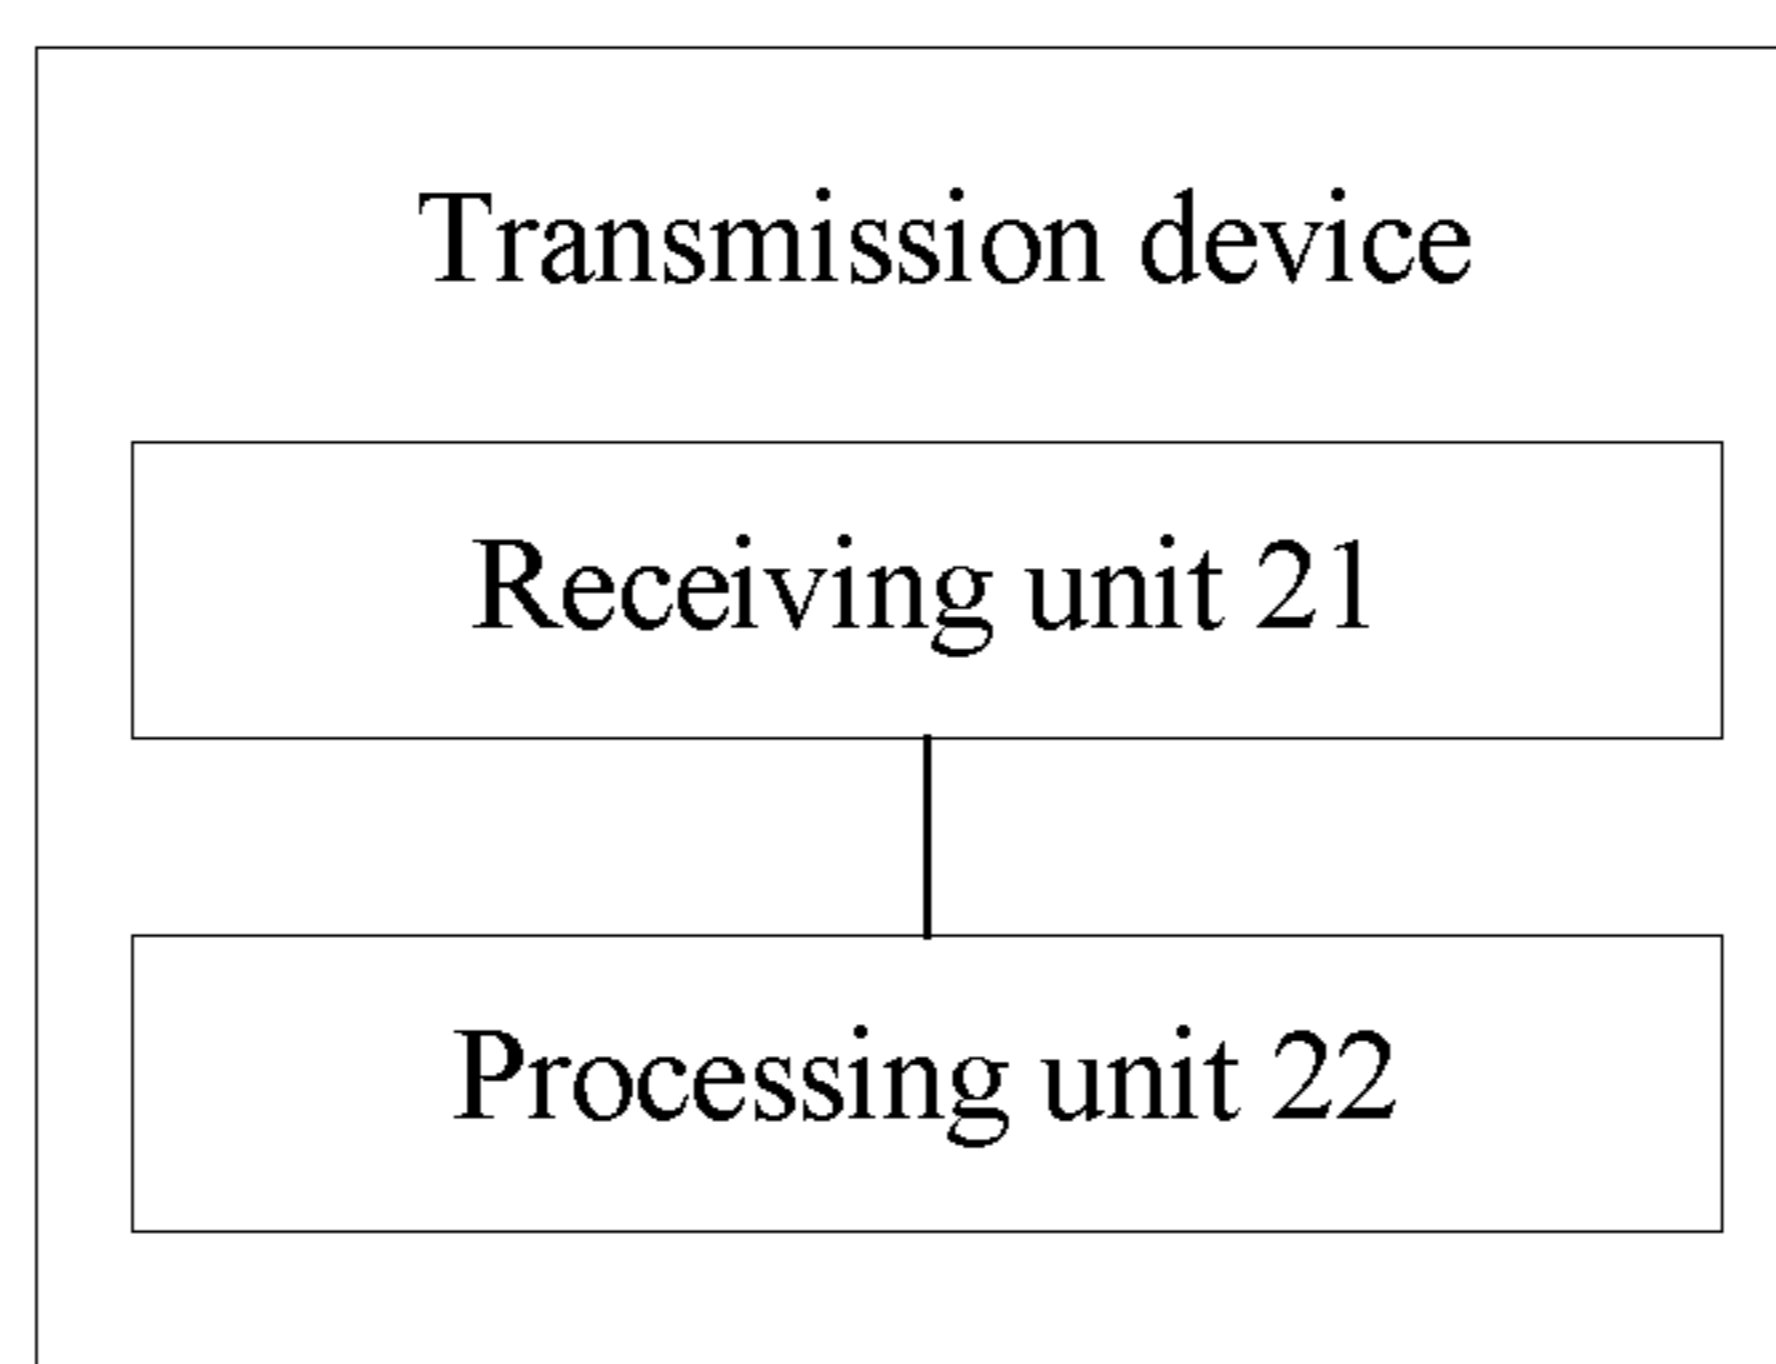 Transmission device
Receiving unit 21
Processing unit 22